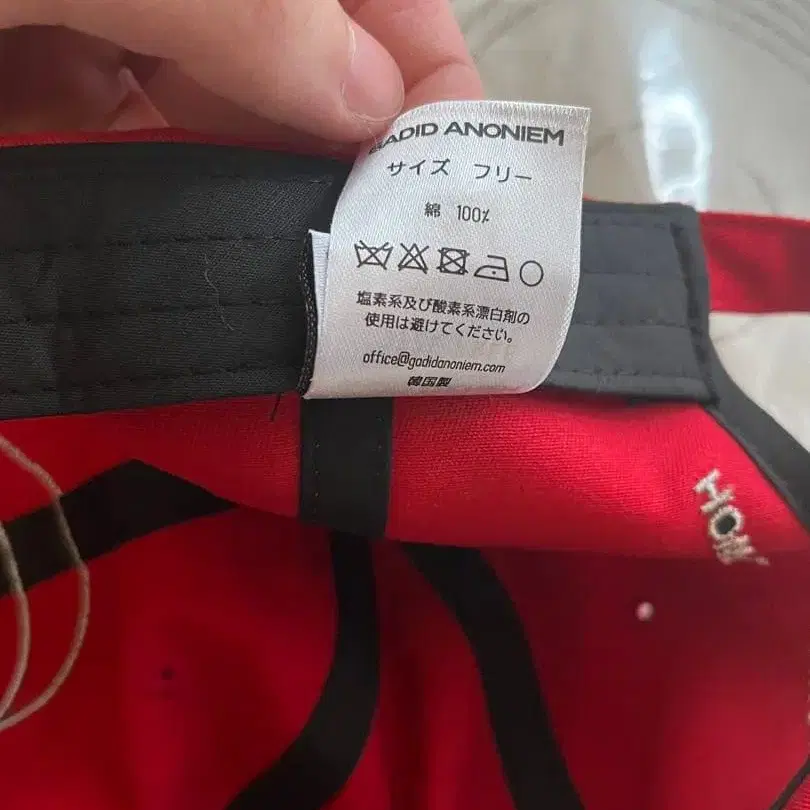 GADID ANONIEM
サイズ フリー
綿 100%
塩素系及び酸素系漂白剤の
使用は避けてください。
office@gadidanoniem.com
韓国製